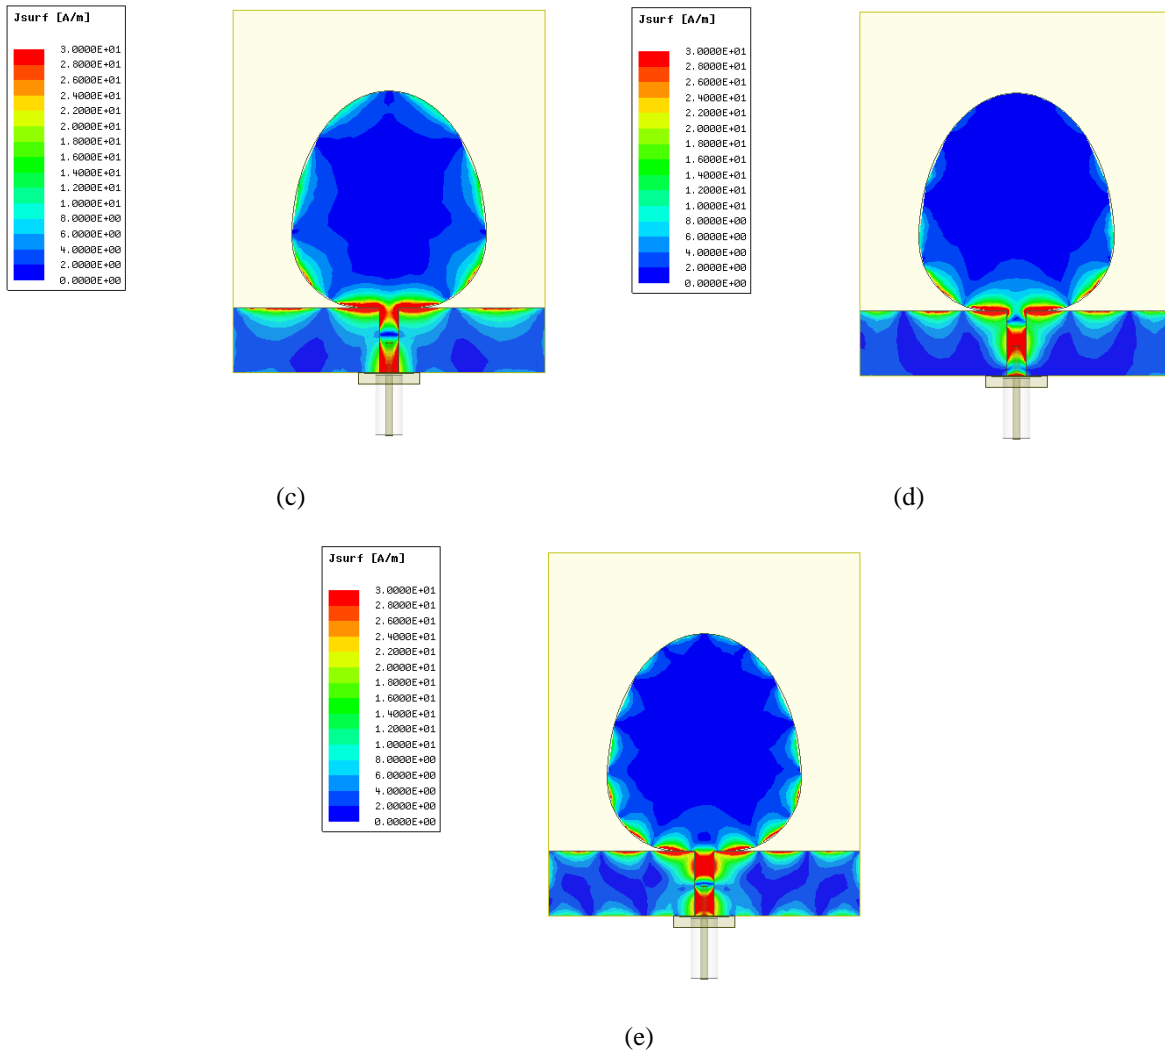 Jsurf [A/m]
3.0000E+01
2.8000E+01
2.6000E+01
2.4000E+01
2.2000E+01
2.0000E+01
1.8000E+01
1.6000E+01
1.4000E+01
1.2000E+01
1.0000E+01
8.0000E+00
6.0000E+00
4.0000E+00
2.0000E+00
0.0000E+00
(c)
Jsurf [A/m]
3.0000E+01
2.8000E+01
2.6000E+01
2.4000E+01
2.2000E+01
2.0000E+01
1.8000E+01
1.6000E+01
1.4000E+01
1.2000E+01
1.0000E+01
8.0000E+00
6.0000E+00
4.0000E+00
2.0000E+00
0.0000E+00
(d)
Jsurf [A/m]
3.0000E+01
2.8000E+01
2.6000E+01
2.4000E+01
2.2000E+01
2.0000E+01
1.8000E+01
1.6000E+01
1.4000E+01
1.2000E+01
1.0000E+01
8.0000E+00
6.0000E+00
4.0000E+00
2.0000E+00
0.0000E+00
(e)